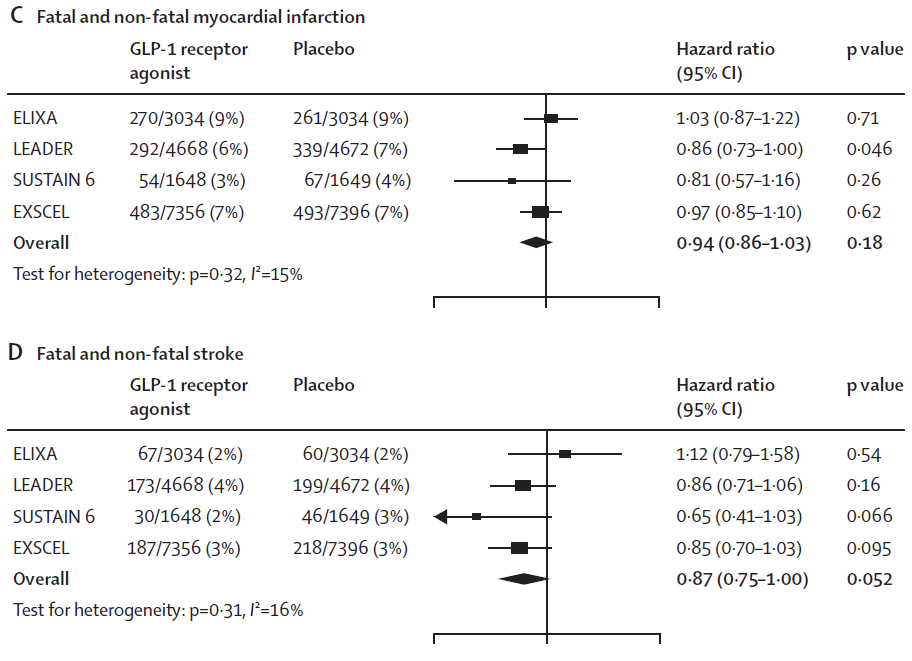 C Fatal and non-fatal myocardial infarction
GLP-1 receptor agonist Placebo Hazard ratio (95% CI) p value
ELIXA 270/3034 (9%) 261/3034 (9%) 1·03 (0·87–1·22) 0·71
LEADER 292/4668 (6%) 339/4672 (7%) 0·86 (0·73–1·00) 0·046
SUSTAIN 6 54/1648 (3%) 67/1649 (4%) 0·81 (0·57–1·16) 0·26
EXSCEL 483/7356 (7%) 493/7396 (7%) 0·97 (0·85–1·10) 0·62
Overall 0·94 (0·86–1·03) 0·18
Test for heterogeneity: p=0·32, I²=15%
D Fatal and non-fatal stroke
GLP-1 receptor agonist Placebo Hazard ratio (95% CI) p value
ELIXA 67/3034 (2%) 60/3034 (2%) 1·12 (0·79–1·58) 0·54
LEADER 173/4668 (4%) 199/4672 (4%) 0·86 (0·71–1·06) 0·16
SUSTAIN 6 30/1648 (2%) 46/1649 (3%) 0·65 (0·41–1·03) 0·066
EXSCEL 187/7356 (3%) 218/7396 (3%) 0·85 (0·70–1·03) 0·095
Overall 0·87 (0·75–1·00) 0·052
Test for heterogeneity: p=0·31, I²=16%